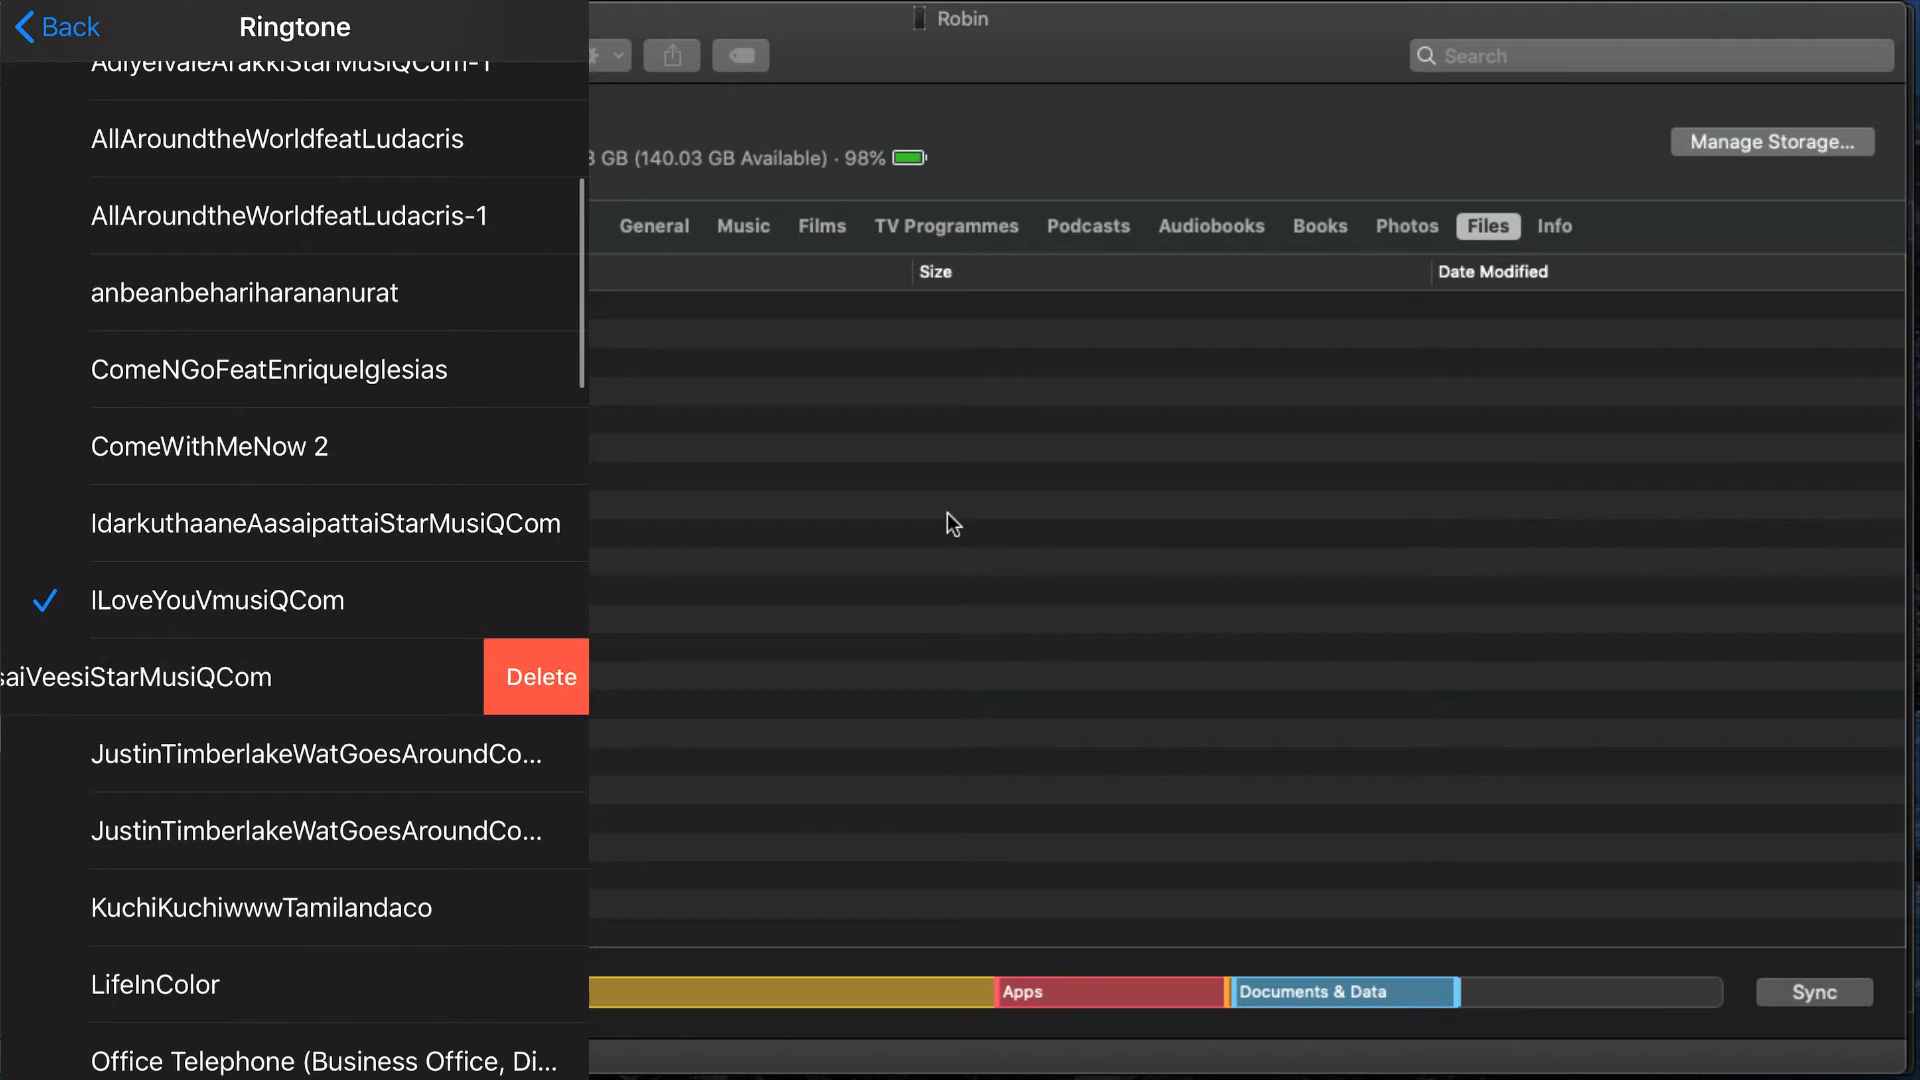 Back
Ringtone
AdiyeIvaleArakkiStarMusiQCom-1
AllAroundtheWorldfeatLudacris
AllAroundtheWorldfeatLudacris-1
anbeanbehariharananurat
ComeNGoFeatEnriqueIglesias
ComeWithMeNow 2
IdarkuthaaneAasaipattaiStarMusiQCom
ILoveYouVmusiQCom
saiVeesiStarMusiQCom
Delete
JustinTimberlakeWatGoesAroundCo...
JustinTimberlakeWatGoesAroundCo...
KuchiKuchiwwwTamilandaco
LifeInColor
Office Telephone (Business Office, Di...
Robin
Search
GB (140.03 GB Available) · 98%
Manage Storage...
General
Music
Films
TV Programmes
Podcasts
Audiobooks
Books
Photos
Files
Info
Size
Date Modified
Apps
Documents & Data
Sync